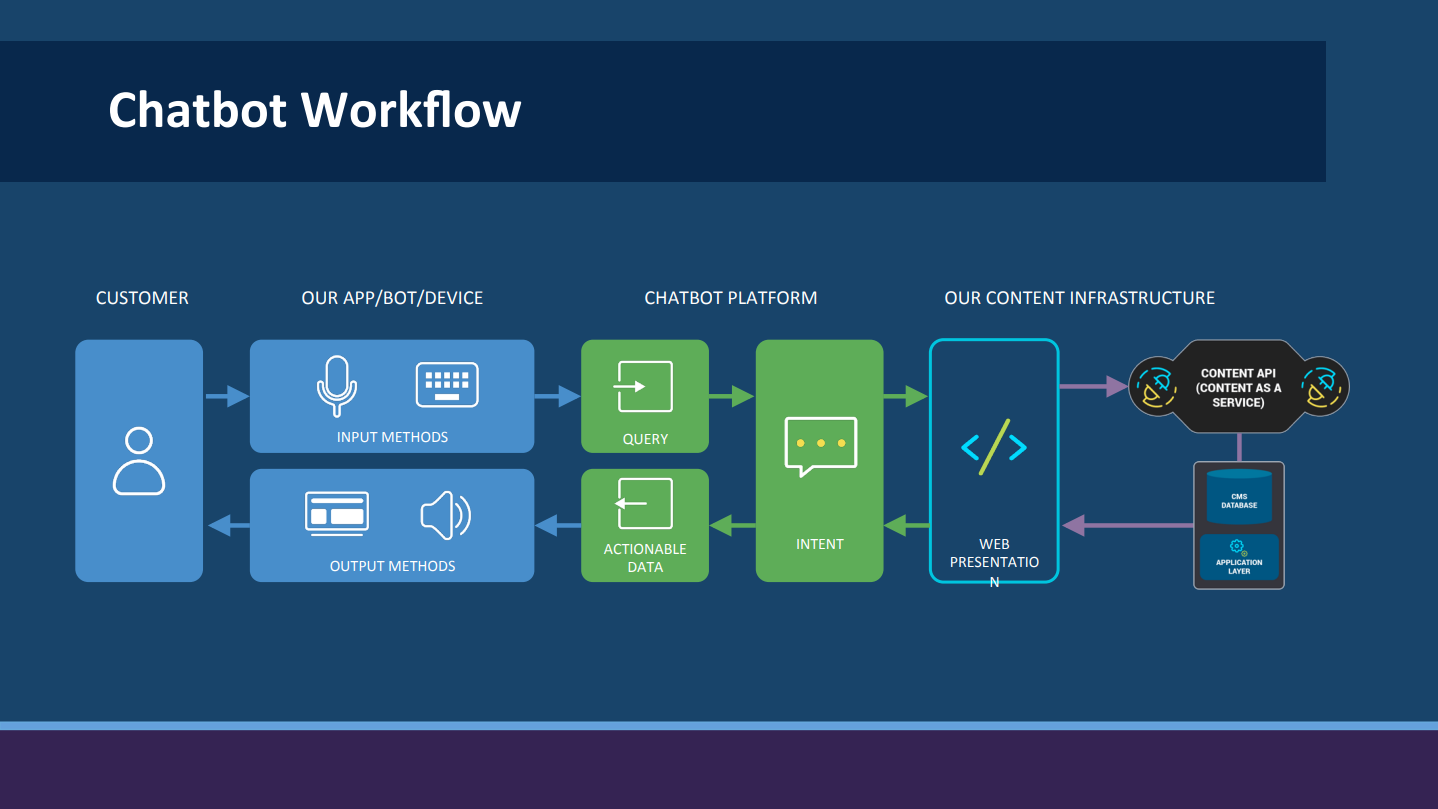 Chatbot Workflow
CUSTOMER
OUR APP/BOT/DEVICE
CHATBOT PLATFORM
OUR CONTENT INFRASTRUCTURE
INPUT METHODS
OUTPUT METHODS
QUERY
ACTIONABLE
DATA
INTENT
WEB
PRESENTATIO
N
CONTENT API
(CONTENT AS A
SERVICE)
CMS
DATABASE
APPLICATION
LAYER